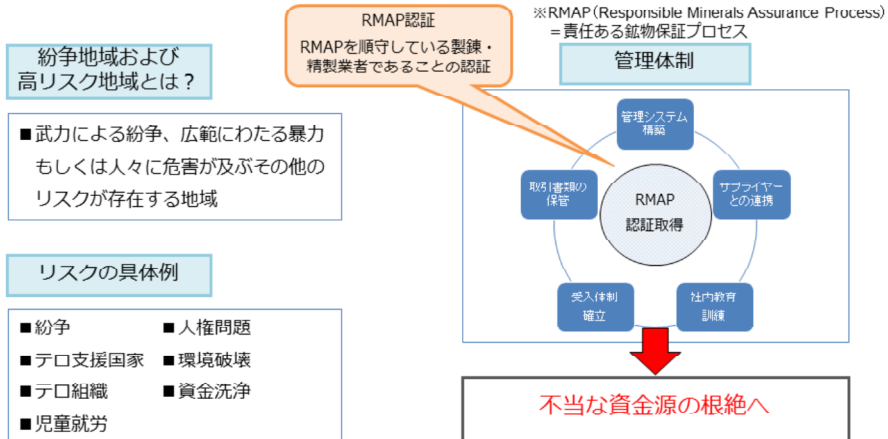 RMAP認証
RMAPを順守している製錬・
精製業者であることの認証
※RMAP（Responsible Minerals Assurance Process）
＝責任ある鉱物保証プロセス
紛争地域および
高リスク地域とは？
■武力による紛争、広範にわたる暴力
もしくは人々に危害が及ぶその他の
リスクが存在する地域
リスクの具体例
■紛争
■人権問題
■テロ支援国家
■環境破壊
■テロ組織
■資金洗浄
■児童就労
管理体制
管理システム
構築
取引書類の
保管
サプライヤー
との連携
RMAP
認証取得
受入体制
確立
社内教育
訓練
不当な資金源の根絶へ